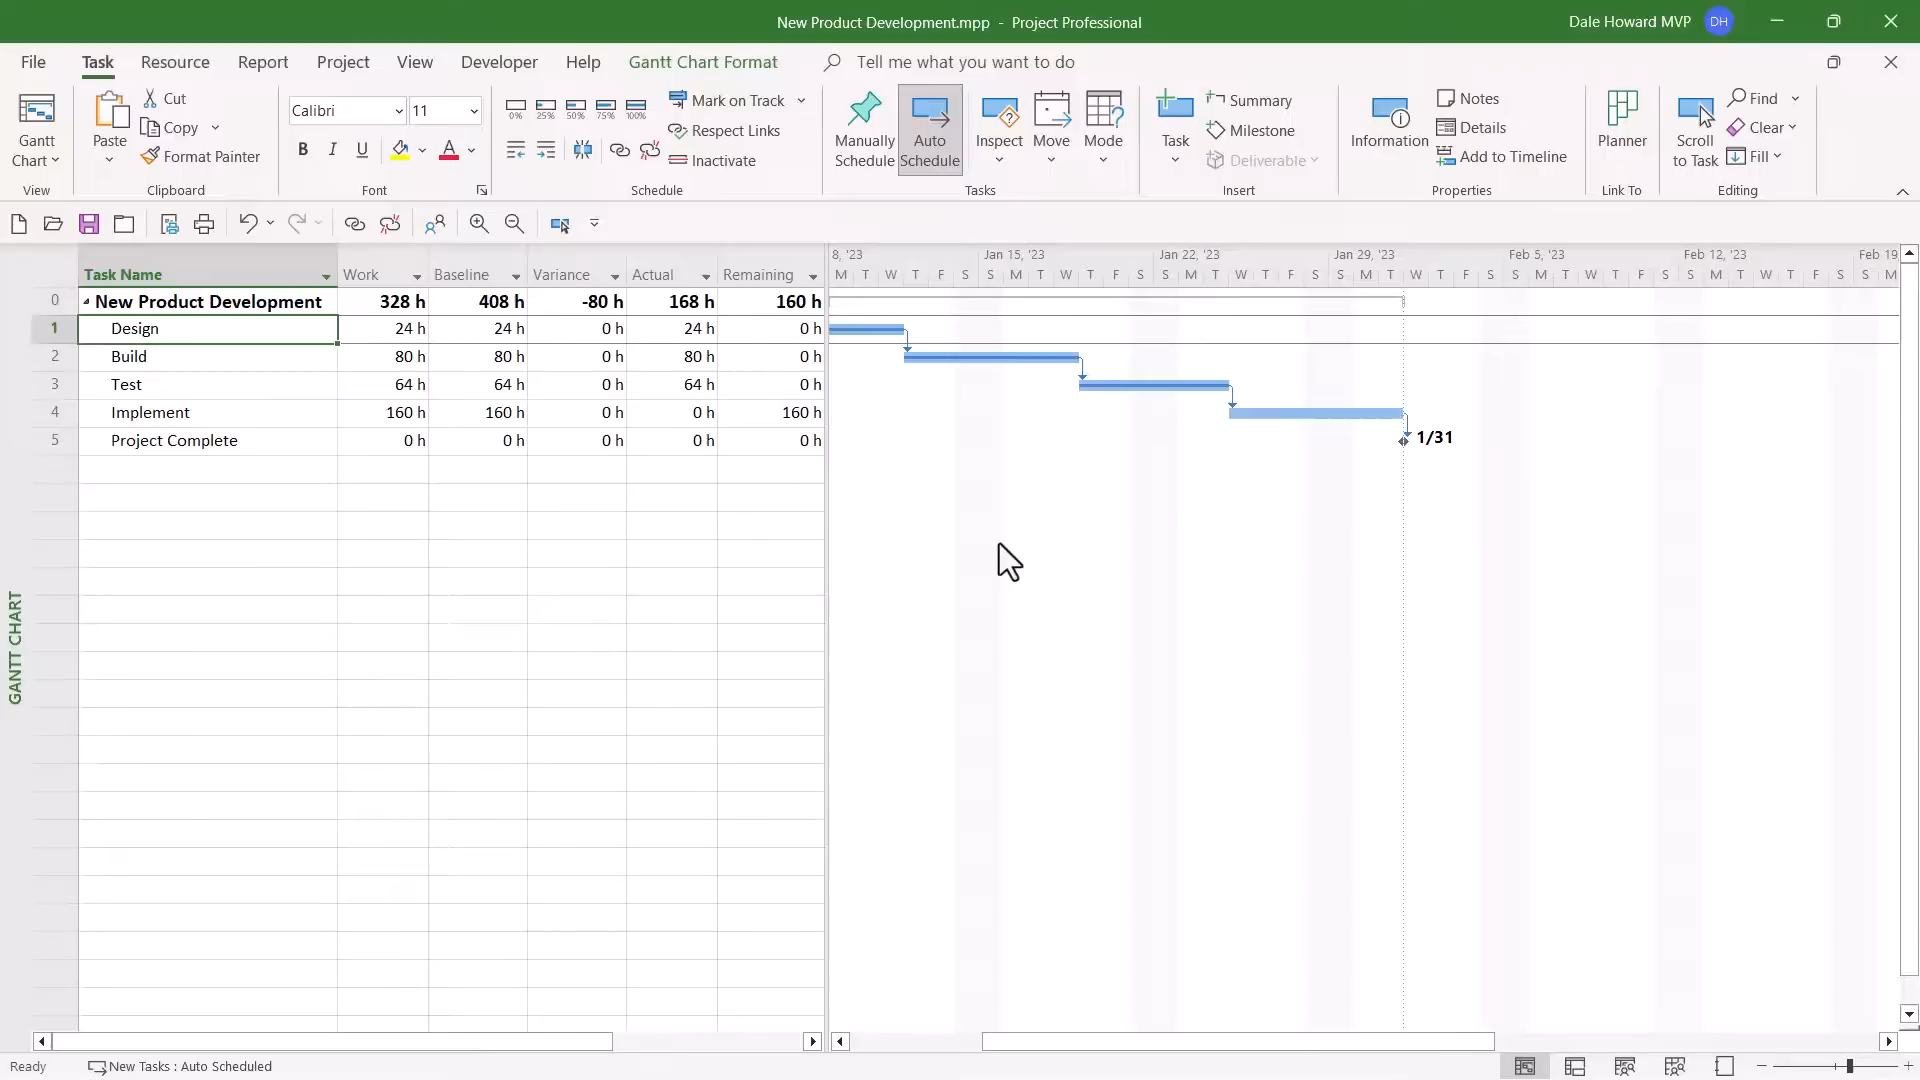 New Product Development.mpp - Project Professional
Dale Howard MVP DH
File Task Resource Report Project View Developer Help Gantt Chart Format Tell me what you want to do
Gantt Chart
View
Paste
Cut
Copy
Format Painter
Clipboard
Calibri 11
B I U A
Font
0% 25% 50% 75% 100%
Mark on Track
Respect Links
Inactivate
Schedule
Manually Schedule
Auto Schedule
Inspect
Move
Mode
Tasks
Task
Summary
Milestone
Deliverable
Insert
Information
Notes
Details
Add to Timeline
Properties
Planner
Link To
Scroll to Task
Find
Clear
Fill
Editing
Task Name Work Baseline Variance Actual Remaining
8, '23 Jan 15, '23 Jan 22, '23 Jan 29, '23 Feb 5, '23 Feb 12, '23 Feb 19
M T W T F S S M T W T F S S M T W T F S S M T W T F S S M T W T F S S M T W T F S S M
0 New Product Development 328 h 408 h -80 h 168 h 160 h
1 Design 24 h 24 h 0 h 24 h 0 h
2 Build 80 h 80 h 0 h 80 h 0 h
3 Test 64 h 64 h 0 h 64 h 0 h
4 Implement 160 h 160 h 0 h 0 h 160 h
5 Project Complete 0 h 0 h 0 h 0 h 0 h
1/31
GANTT CHART
Ready New Tasks : Auto Scheduled